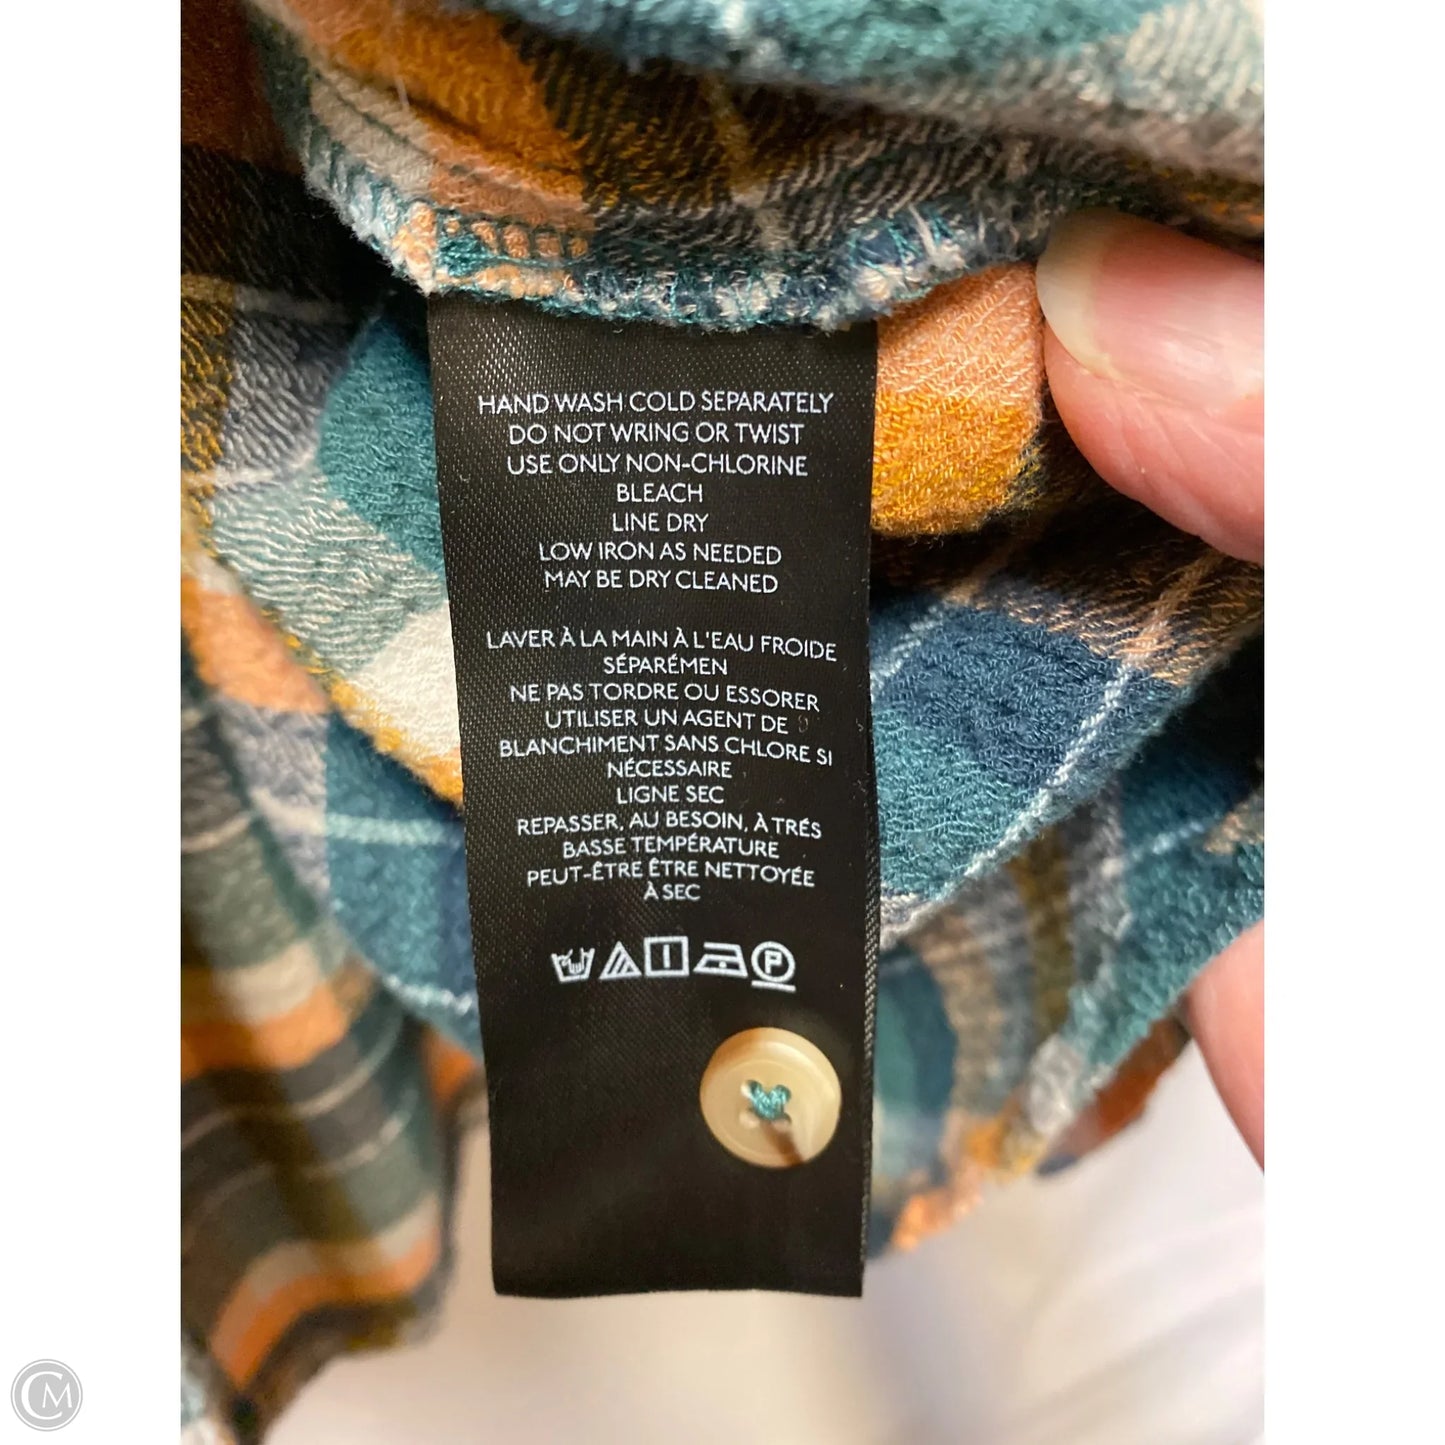 HAND WASH COLD SEPARATELY
DO NOT WRING OR TWIST
USE ONLY NON-CHLORINE
BLEACH
LINE DRY
LOW IRON AS NEEDED
MAY BE DRY CLEANED
LAVER À LA MAIN À L'EAU FROIDE
SÉPARÉMEN
NE PAS TORDRE OU ESSORER
UTILISER UN AGENT DE
BLANCHIMENT SANS CHLORE SI
NÉCESSAIRE
LIGNE SEC
REPASSER, AU BESOIN, À TRÉS
BASSE TEMPÉRATURE
PEUT-ÊTRE ÊTRE NETTOYÉE
À SEC
P
CM